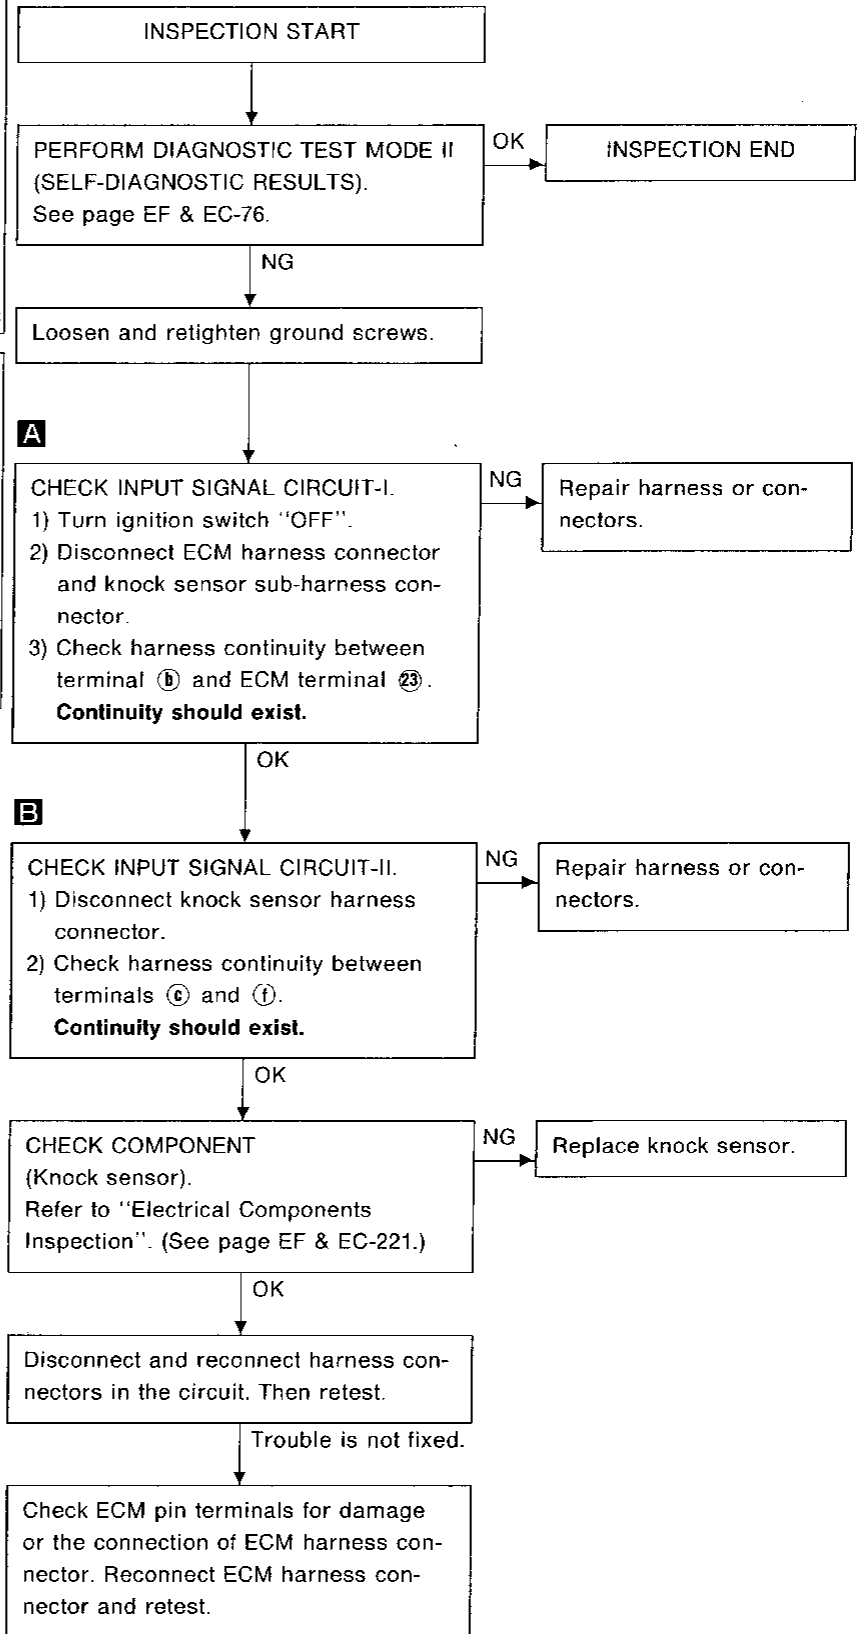 INSPECTION START
PERFORM DIAGNOSTIC TEST MODE II
(SELF-DIAGNOSTIC RESULTS).
See page EF & EC-76.
OK
INSPECTION END
NG
Loosen and retighten ground screws.
A
CHECK INPUT SIGNAL CIRCUIT-I.
1) Turn ignition switch "OFF".
2) Disconnect ECM harness connector
and knock sensor sub-harness con-
nector.
3) Check harness continuity between
terminal ⓑ and ECM terminal ㉓.
Continuity should exist.
NG
Repair harness or con-
nectors.
OK
B
CHECK INPUT SIGNAL CIRCUIT-II.
1) Disconnect knock sensor harness
connector.
2) Check harness continuity between
terminals ⓒ and ⓕ.
Continuity should exist.
NG
Repair harness or con-
nectors.
OK
CHECK COMPONENT
(Knock sensor).
Refer to "Electrical Components
Inspection". (See page EF & EC-221.)
NG
Replace knock sensor.
OK
Disconnect and reconnect harness con-
nectors in the circuit. Then retest.
Trouble is not fixed.
Check ECM pin terminals for damage
or the connection of ECM harness con-
nector. Reconnect ECM harness con-
nector and retest.